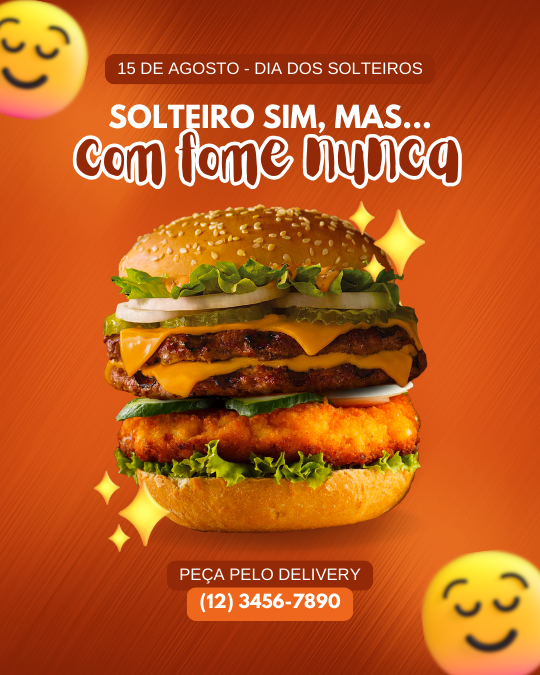 15 DE AGOSTO - DIA DOS SOLTEIROS
SOLTEIRO SIM, MAS...
com fome nunca
PEÇA PELO DELIVERY
(12) 3456-7890